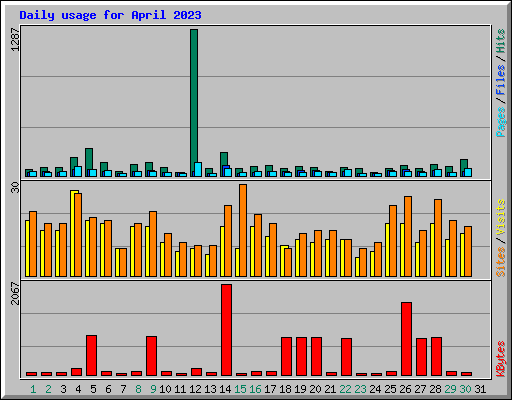 Daily usage for April 2023
1287
Pages / Files / Hits
30
Sites / Visits
2067
KBytes
1 2 3 4 5 6 7 8 9 10 11 12 13 14 15 16 17 18 19 20 21 22 23 24 25 26 27 28 29 30 31